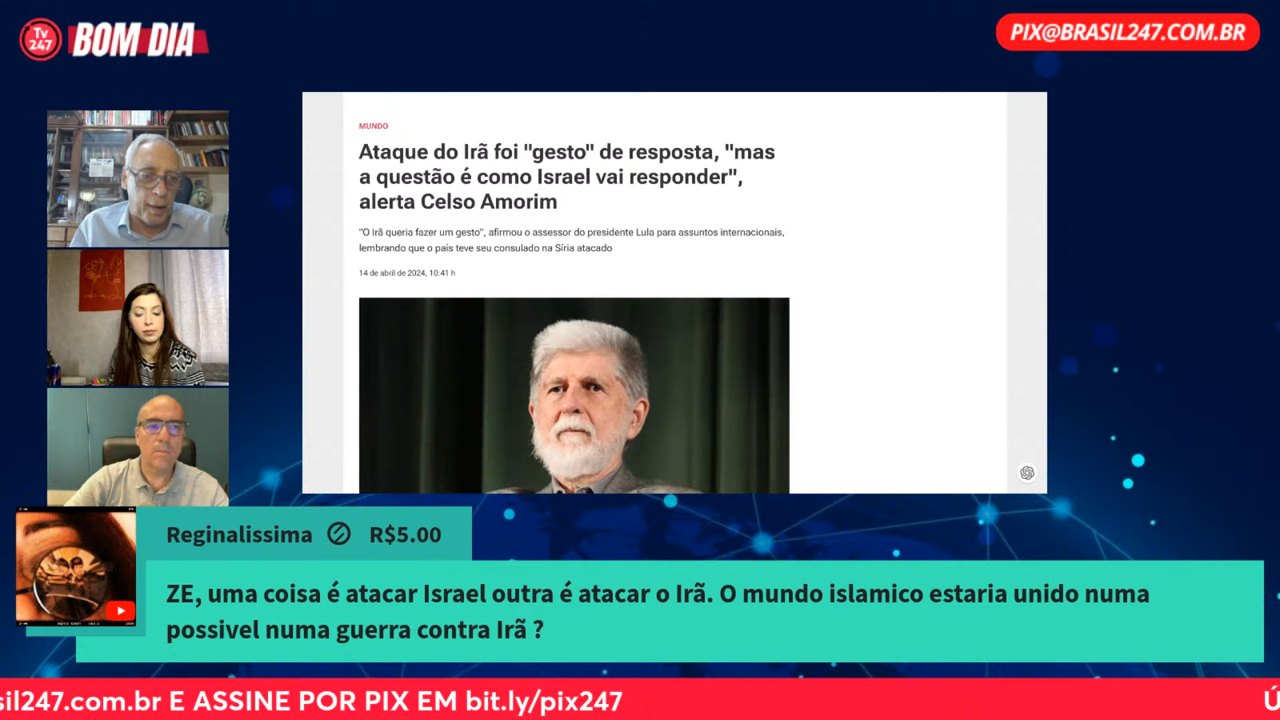 Tv 247
BOM DIA
PIX@BRASIL247.COM.BR
MUNDO
Ataque do Irã foi "gesto" de resposta, "mas
a questão é como Israel vai responder",
alerta Celso Amorim
"O Irã queria fazer um gesto", afirmou o assessor do presidente Lula para assuntos internacionais,
lembrando que o país teve seu consulado na Síria atacado
14 de abril de 2024, 10:41 h
Reginalissima R$5.00
ZE, uma coisa é atacar Israel outra é atacar o Irã. O mundo islamico estaria unido numa
possivel numa guerra contra Irã ?
sil247.com.br E ASSINE POR PIX EM bit.ly/pix247 Ú